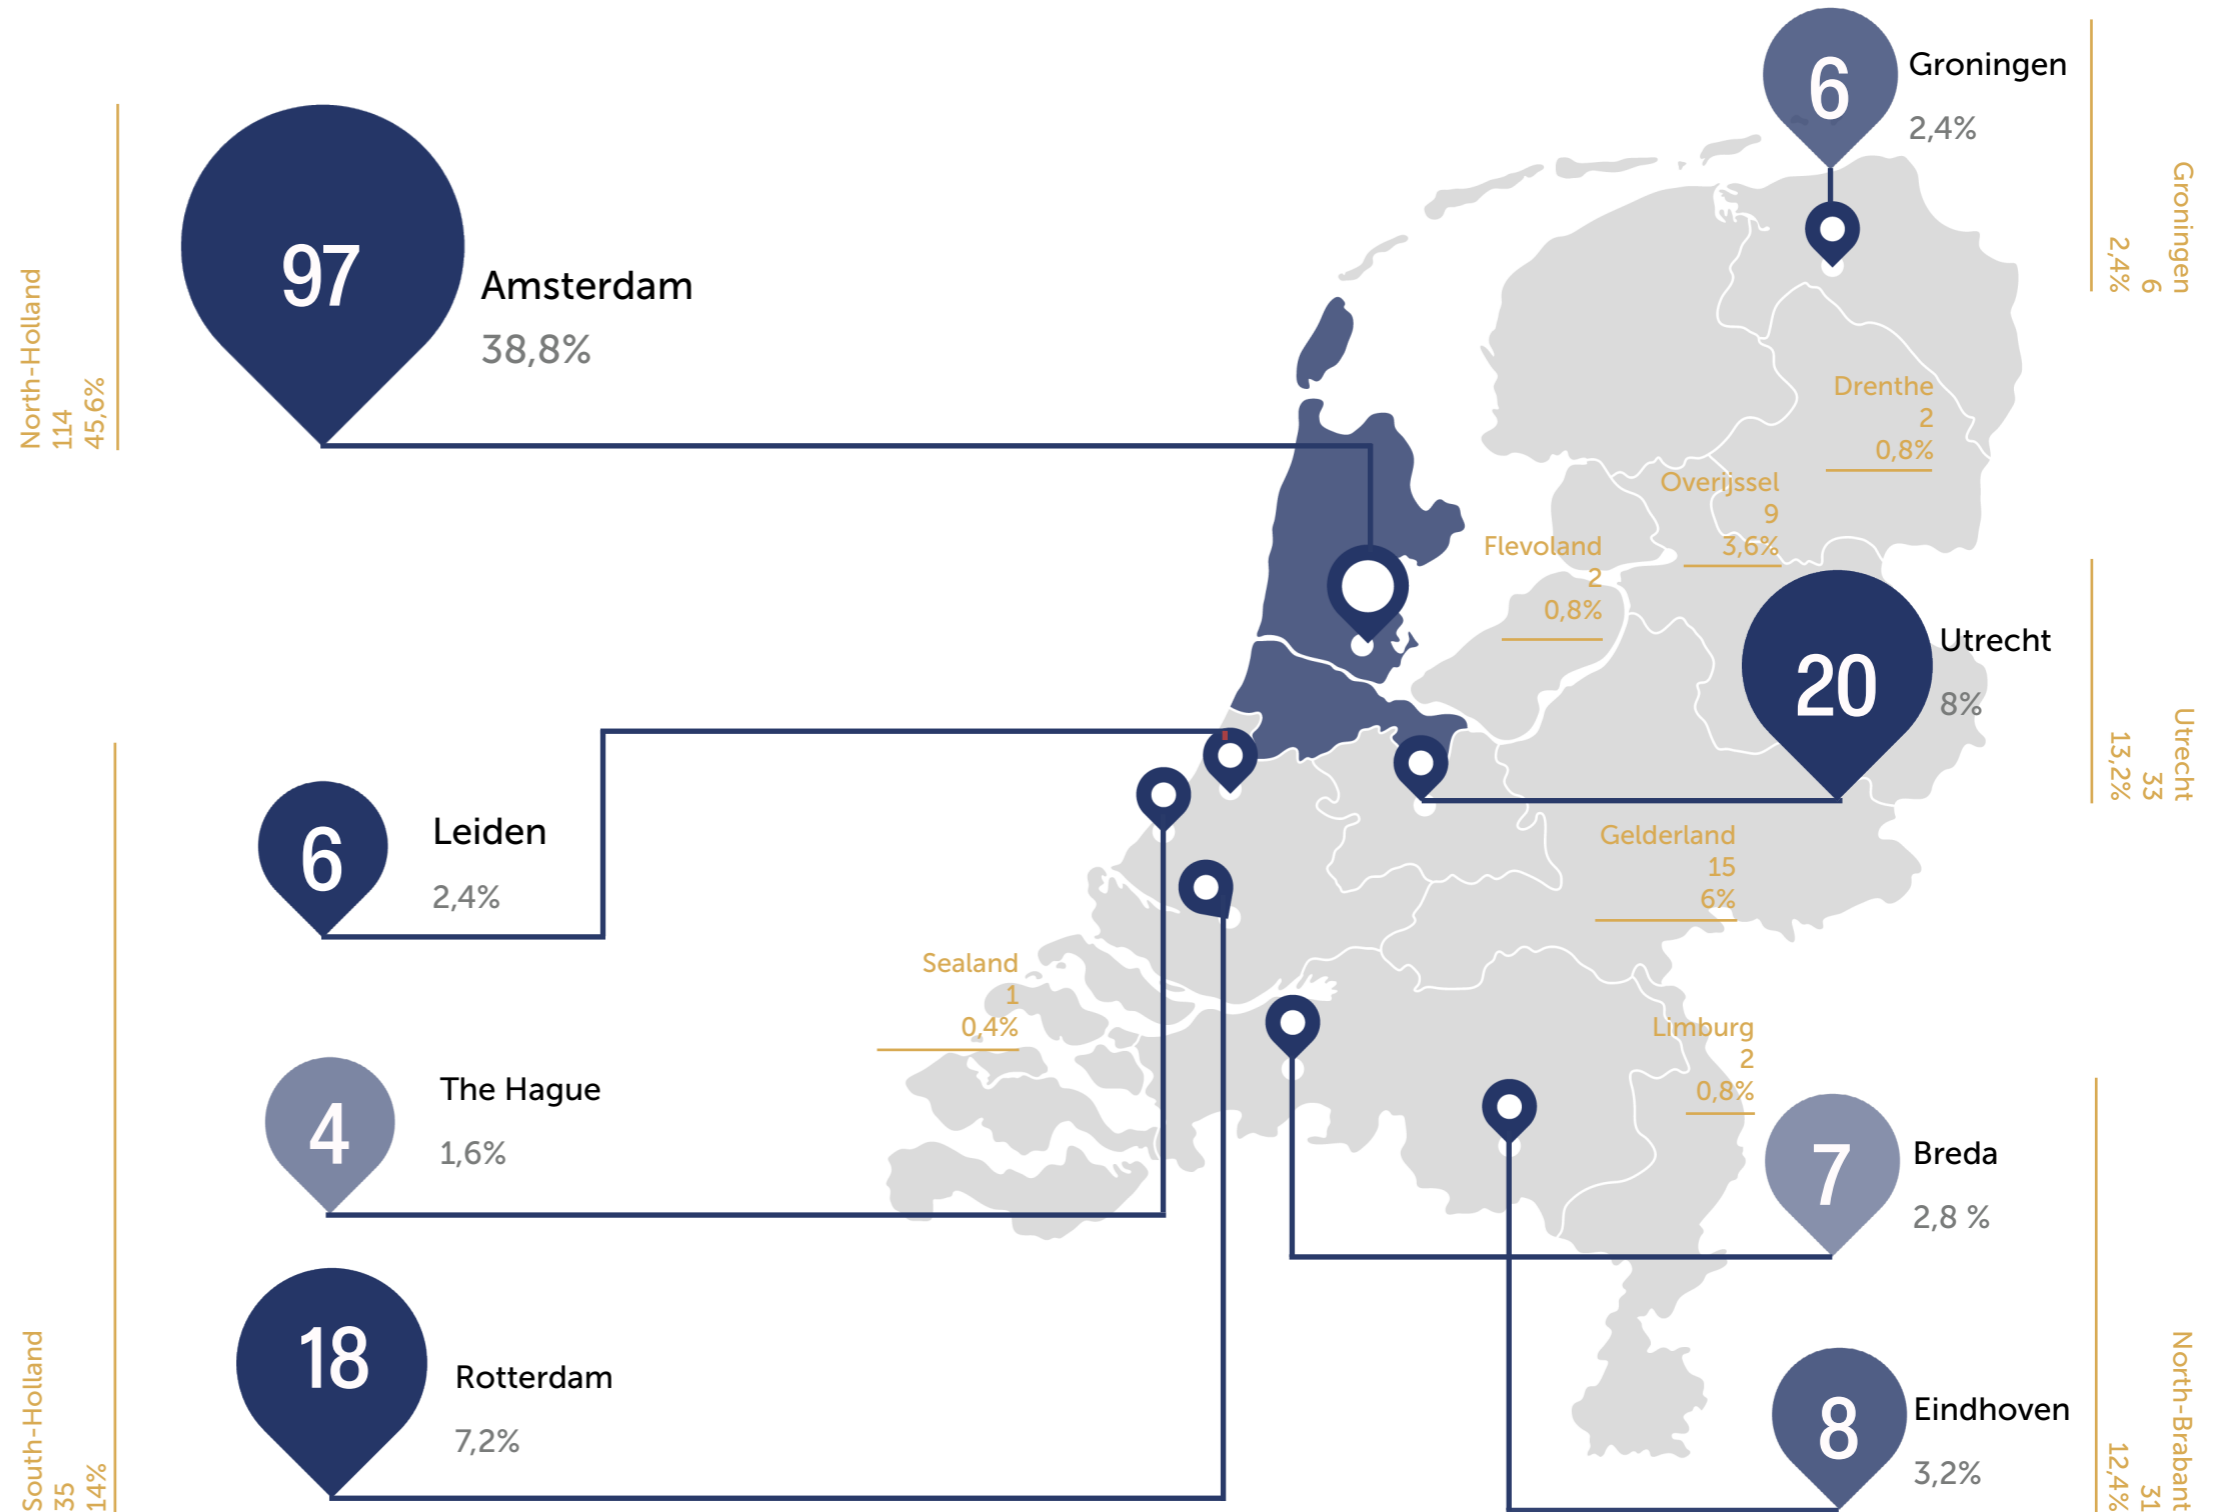 North-Holland
114
45,6%
97
Amsterdam
38,8%
6
Groningen
2,4%
Groningen
6
2,4%
Drenthe
2
0,8%
Overijssel
9
3,6%
Flevoland
2
0,8%
20
Utrecht
8%
Utrecht
33
13,2%
6
Leiden
2,4%
Gelderland
15
6%
Sealand
1
0,4%
Limburg
2
0,8%
4
The Hague
1,6%
7
Breda
2,8 %
18
Rotterdam
7,2%
South-Holland
35
14%
8
Eindhoven
3,2%
North-Brabant
31
12,4%